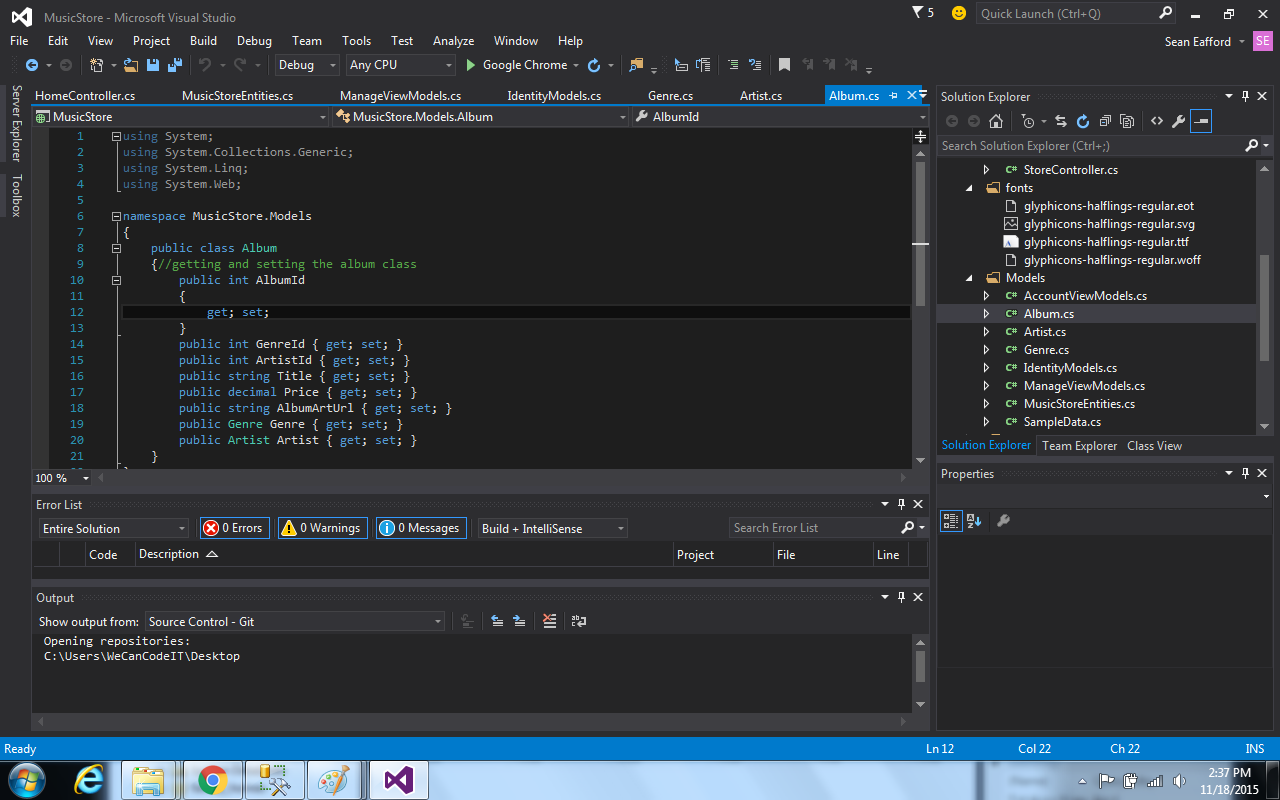 MusicStore - Microsoft Visual Studio
5
Quick Launch (Ctrl+Q)
File Edit View Project Build Debug Team Tools Test Analyze Window Help
Sean Eafford
SE
Debug Any CPU Google Chrome
Server Explorer
Toolbox
HomeController.cs MusicStoreEntities.cs ManageViewModels.cs IdentityModels.cs Genre.cs Artist.cs Album.cs
MusicStore MusicStore.Models.Album AlbumId
1 using System;
2 using System.Collections.Generic;
3 using System.Linq;
4 using System.Web;
5
6 namespace MusicStore.Models
7 {
8 public class Album
9 {//getting and setting the album class
10 public int AlbumId
11 {
12 get; set;
13 }
14 public int GenreId { get; set; }
15 public int ArtistId { get; set; }
16 public string Title { get; set; }
17 public decimal Price { get; set; }
18 public string AlbumArtUrl { get; set; }
19 public Genre Genre { get; set; }
20 public Artist Artist { get; set; }
21 }
100 %
Error List
Entire Solution 0 Errors 0 Warnings 0 Messages Build + IntelliSense Search Error List
Code Description Project File Line
Output
Show output from: Source Control - Git
Opening repositories:
C:\Users\WeCanCodeIT\Desktop
Solution Explorer
Search Solution Explorer (Ctrl+;)
C# StoreController.cs
fonts
glyphicons-halflings-regular.eot
glyphicons-halflings-regular.svg
glyphicons-halflings-regular.ttf
glyphicons-halflings-regular.woff
Models
C# AccountViewModels.cs
C# Album.cs
C# Artist.cs
C# Genre.cs
C# IdentityModels.cs
C# ManageViewModels.cs
C# MusicStoreEntities.cs
C# SampleData.cs
Solution Explorer Team Explorer Class View
Properties
Ready Ln 12 Col 22 Ch 22 INS
2:37 PM
11/18/2015